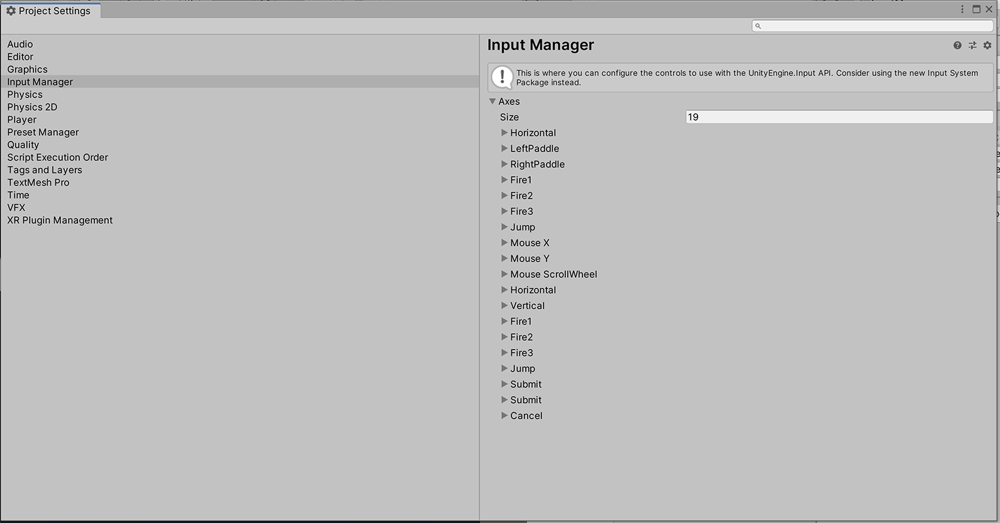 Project Settings
Audio
Editor
Graphics
Input Manager
Physics
Physics 2D
Player
Preset Manager
Quality
Script Execution Order
Tags and Layers
TextMesh Pro
Time
VFX
XR Plugin Management
Input Manager
This is where you can configure the controls to use with the UnityEngine.Input API. Consider using the new Input System
Package instead.
Axes
Size 19
Horizontal
LeftPaddle
RightPaddle
Fire1
Fire2
Fire3
Jump
Mouse X
Mouse Y
Mouse ScrollWheel
Horizontal
Vertical
Fire1
Fire2
Fire3
Jump
Submit
Submit
Cancel